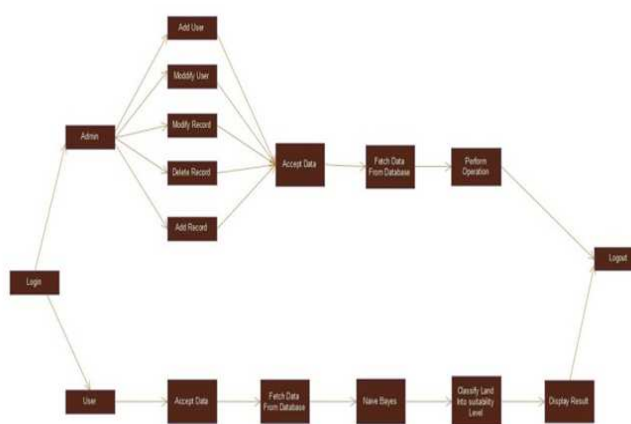 Add User
Moddify User
Modify Record
Admin
Accept Data
Fetch Data
From Database
Perform
Operation
Delete Record
Add Record
Login
Logout
User
Accept Data
Fetch Data
From Database
Naive Bayes
Classify Land
Into suitability
Level
Display Result